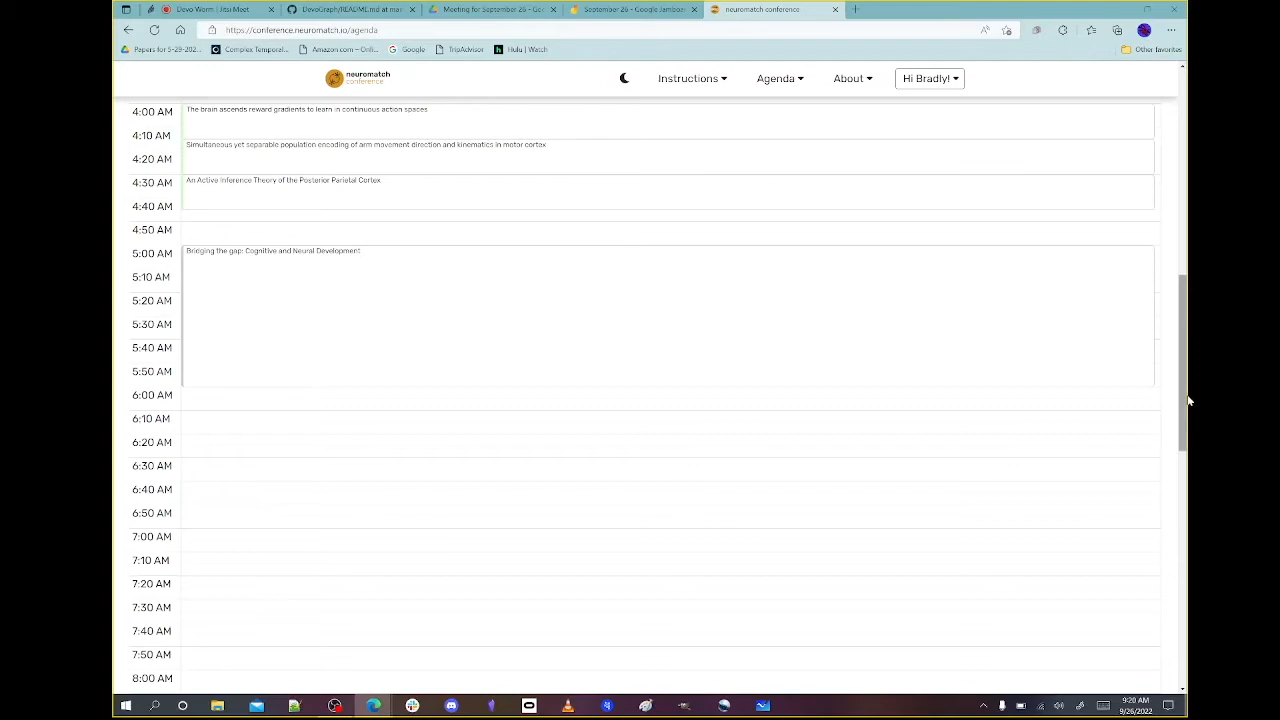 Devo Worm | Jitsi Meet
DevoGraph/README.md at mai
Meeting for September 26 - Goo
September 26 - Google Jamboar
neuromatch conference
https://conference.neuromatch.io/agenda
Papers for 5-29-202...
Complex Temporal...
Amazon.com – Onli...
Google
TripAdvisor
Hulu | Watch
Other favorites
neuromatch
conference
Instructions
Agenda
About
Hi Bradly!
4:00 AM
The brain ascends reward gradients to learn in continuous action spaces
4:10 AM
Simultaneous yet separable population encoding of arm movement direction and kinematics in motor cortex
4:20 AM
4:30 AM
An Active Inference Theory of the Posterior Parietal Cortex
4:40 AM
4:50 AM
5:00 AM
Bridging the gap: Cognitive and Neural Development
5:10 AM
5:20 AM
5:30 AM
5:40 AM
5:50 AM
6:00 AM
6:10 AM
6:20 AM
6:30 AM
6:40 AM
6:50 AM
7:00 AM
7:10 AM
7:20 AM
7:30 AM
7:40 AM
7:50 AM
8:00 AM
9:20 AM
9/26/2022